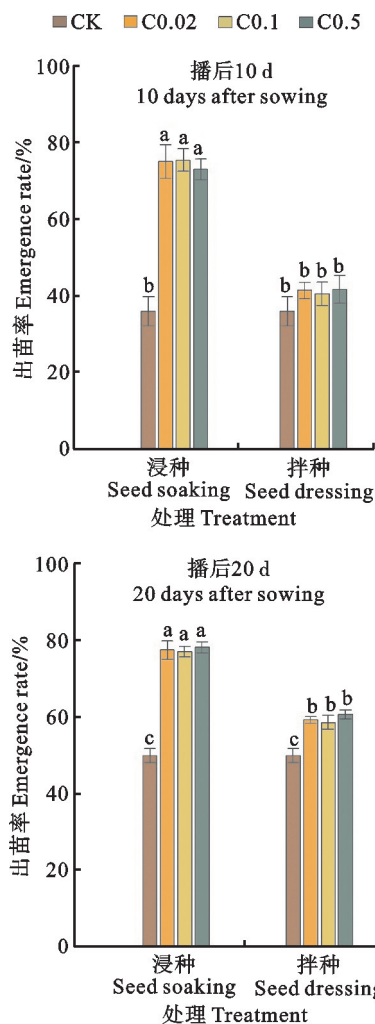 CK C0.02 C0.1 C0.5
出苗率 Emergence rate/%
100
80
60
40
20
0
播后10 d
10 days after sowing
b a a a b b b b
浸种 拌种
Seed soaking Seed dressing
处理 Treatment
出苗率 Emergence rate/%
100
80
60
40
20
0
播后20 d
20 days after sowing
c a a a c b b b
浸种 拌种
Seed soaking Seed dressing
处理 Treatment